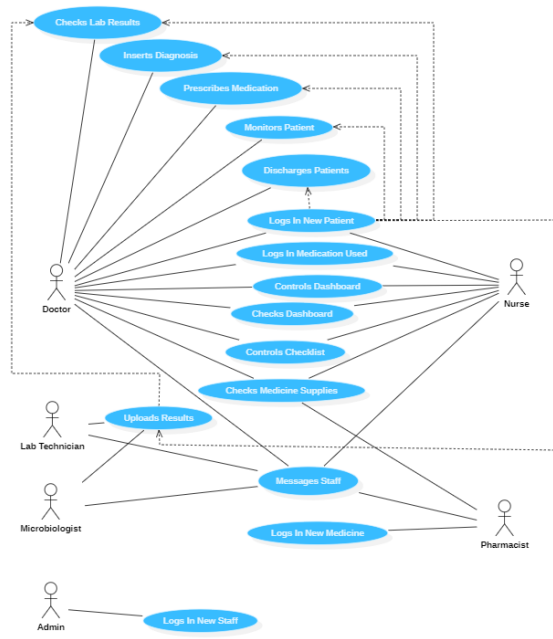 Checks Lab Results
Inserts Diagnosis
Prescribes Medication
Monitors Patient
Discharges Patients
Logs In New Patient
Logs In Medication Used
Controls Dashboard
Doctor
Nurse
Checks Dashboard
Controls Checklist
Checks Medicine Supplies
Uploads Results
Lab Technician
Messages Staff
Microbiologist
Logs In New Medicine
Pharmacist
Logs In New Staff
Admin